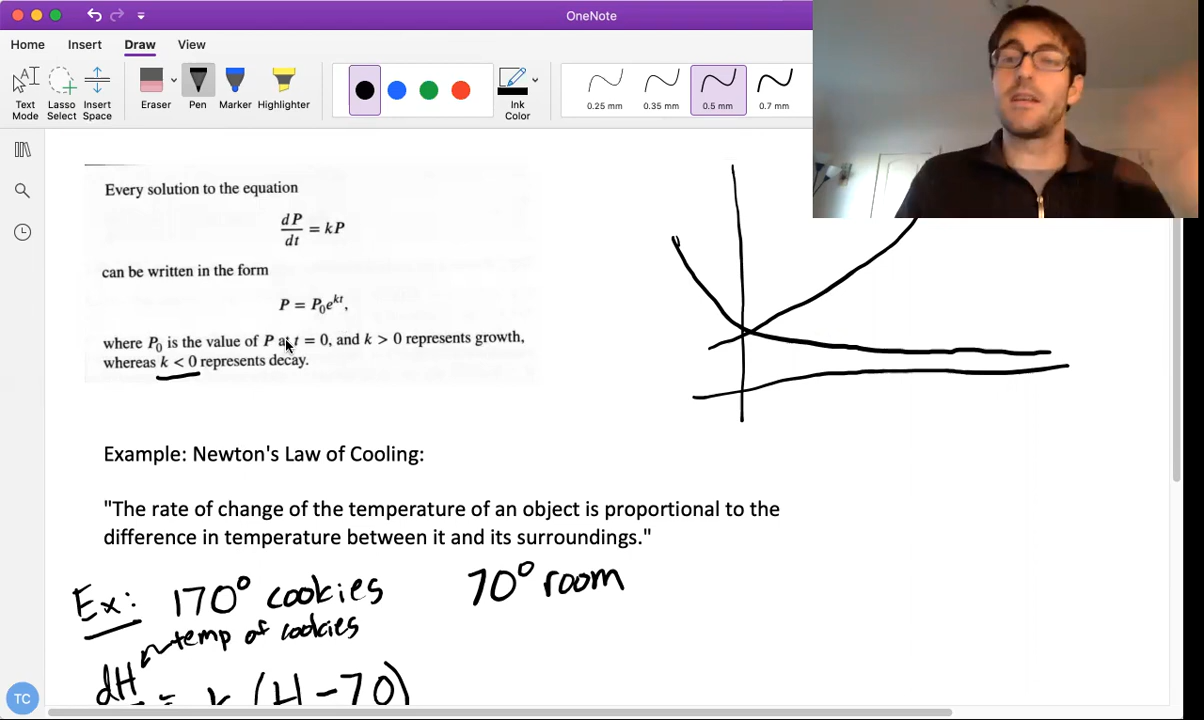 OneNote
Home Insert Draw View
Text Mode
Lasso Select
Insert Space
Eraser
Pen
Marker
Highlighter
Ink Color
0.25 mm
0.35 mm
0.5 mm
0.7 mm
Every solution to the equation
dP/dt = kP
can be written in the form
P = P₀eᵏᵗ,
where P₀ is the value of P at t = 0, and k > 0 represents growth,
whereas k < 0 represents decay.
Example: Newton's Law of Cooling:
"The rate of change of the temperature of an object is proportional to the
difference in temperature between it and its surroundings."
Ex: 170° cookies 70° room
temp of cookies
dH = k (H - 70)
TC